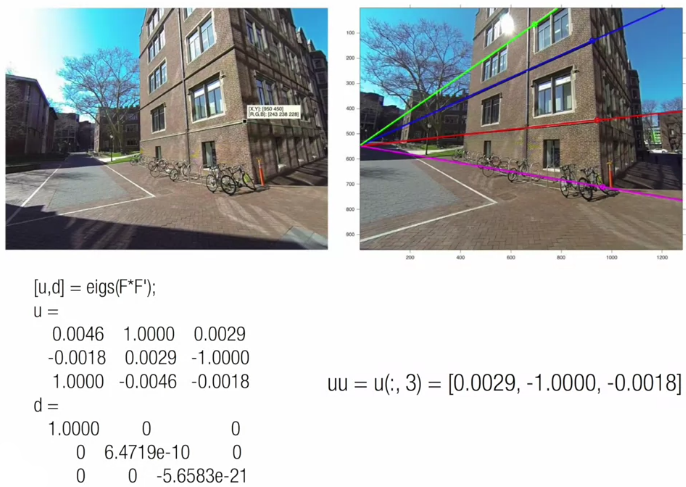 [X,Y]: [950 450]
[R,G,B]: [243 238 228]
100
200
300
400
500
600
700
800
900
200
400
600
800
1000
1200
[u,d] = eigs(F*F');
u =
0.0046 1.0000 0.0029
-0.0018 0.0029 -1.0000
1.0000 -0.0046 -0.0018
d =
1.0000 0 0
0 6.4719e-10 0
0 0 -5.6583e-21
uu = u(:, 3) = [0.0029, -1.0000, -0.0018]